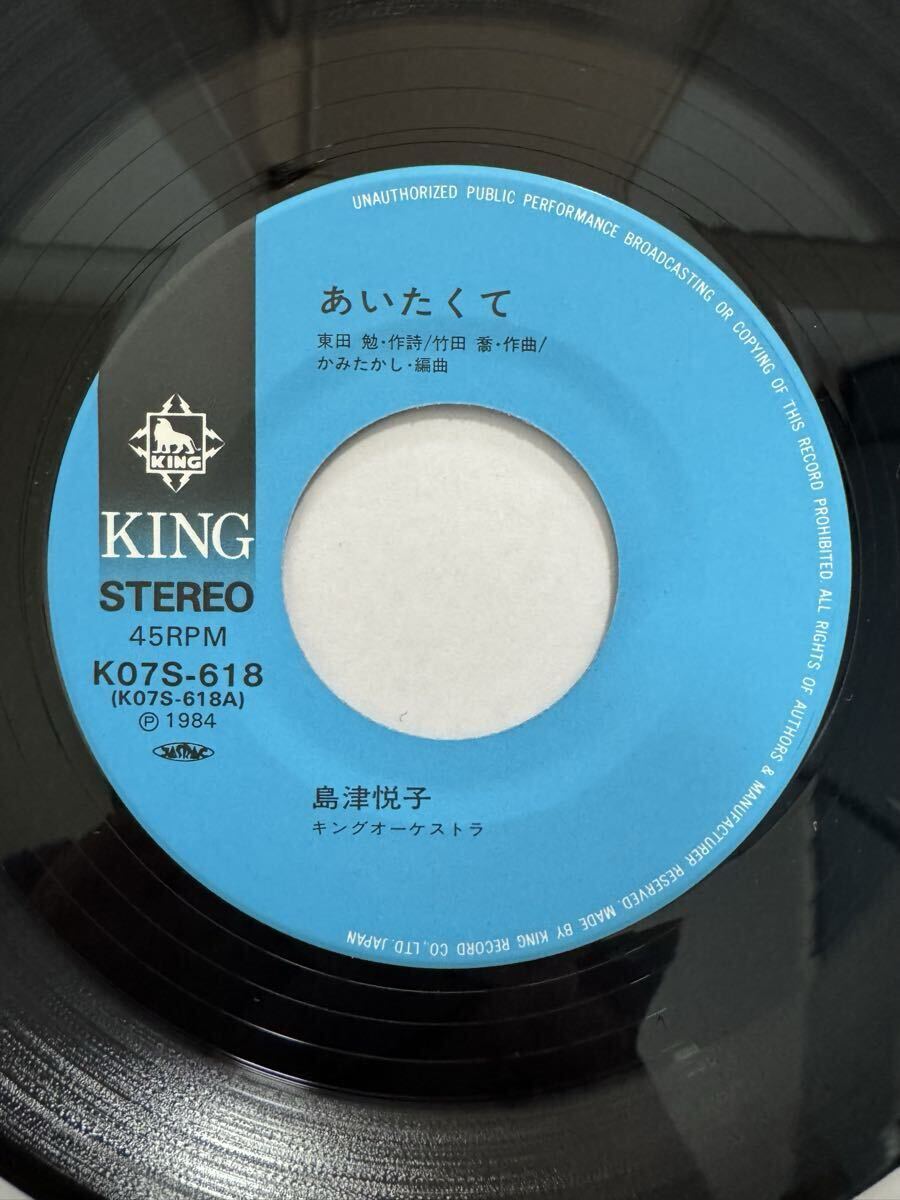 UNAUTHORIZED PUBLIC PERFORMANCE BROADCASTING OR COPYING OF THIS RECORD PROHIBITED. ALL RIGHTS OF AUTHORS & MANUFACTURER RESERVED. MADE BY KING RECORD CO.,LTD. JAPAN
あいたくて
東田 勉・作詩/竹田 喬・作曲/
かみたかし・編曲
KING
KING
STEREO
45RPM
K07S-618
(K07S-618A)
Ⓟ 1984
JASRAC
島津悦子
キングオーケストラ